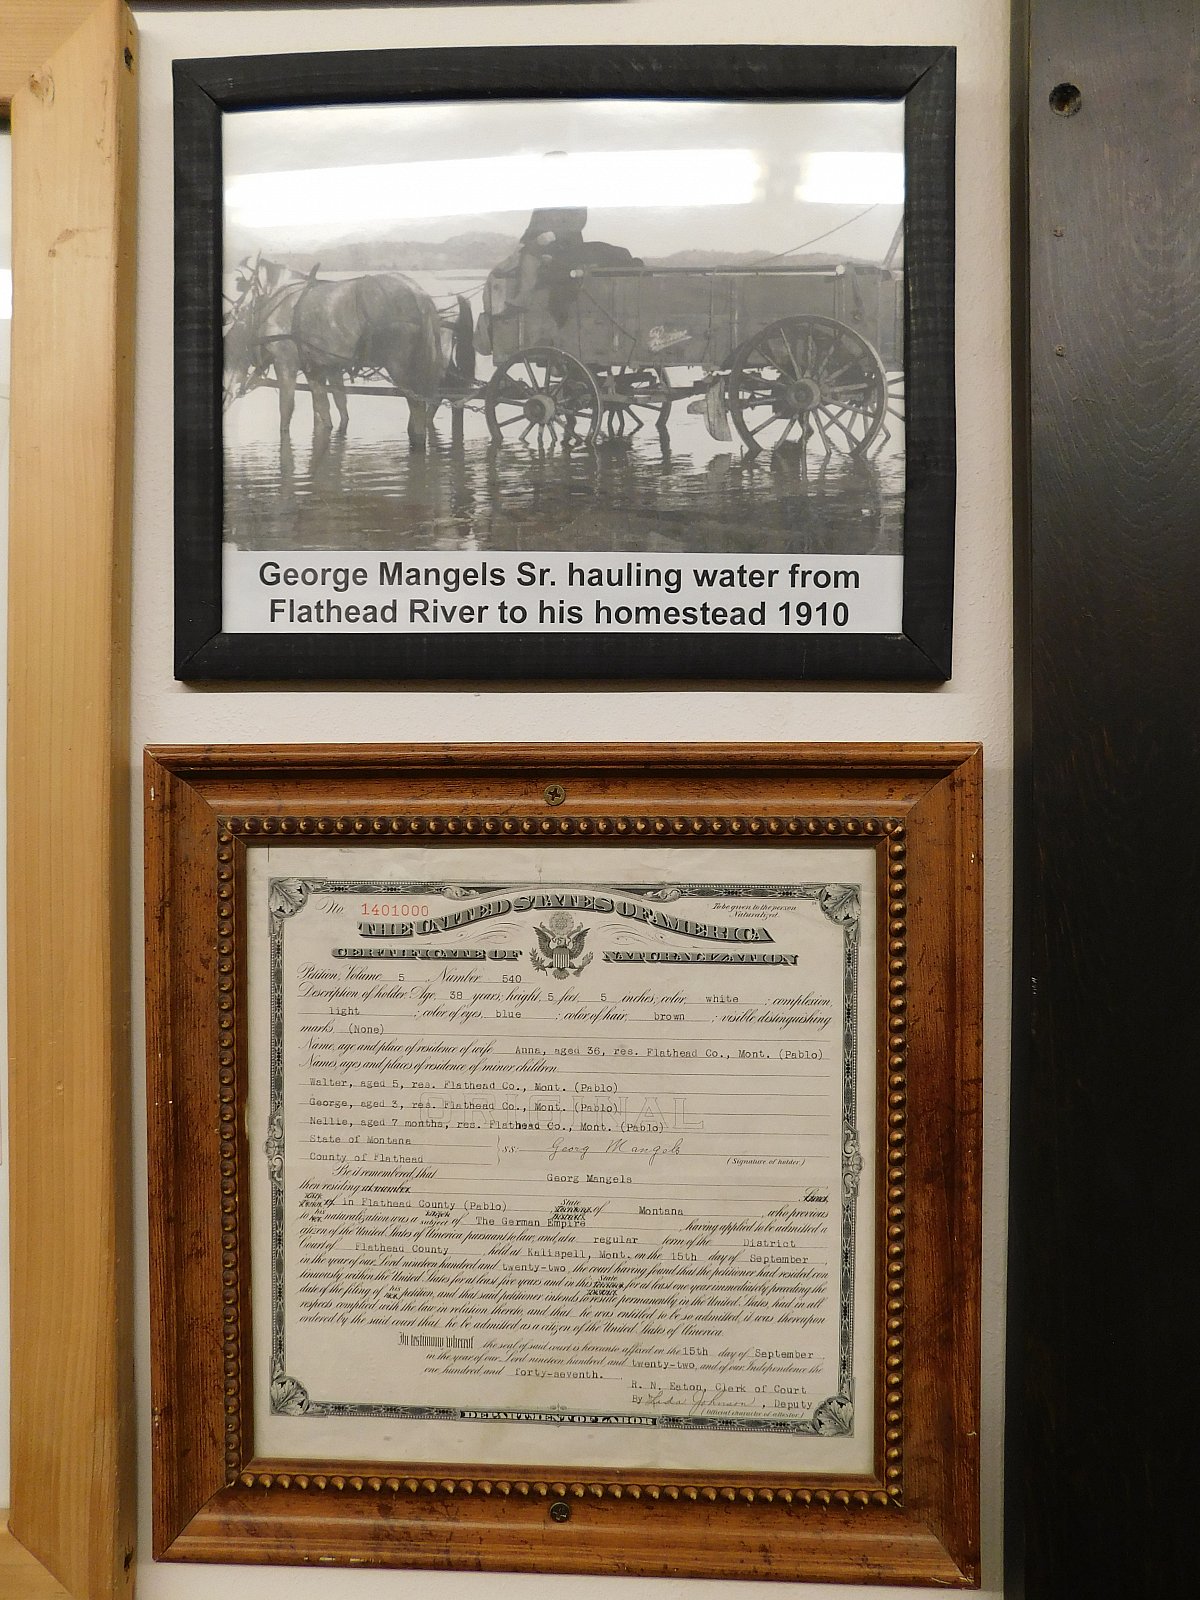 George Mangels Sr. hauling water from
Flathead River to his homestead 1910
No. 1401000
To be given to the person
Naturalized.
THE UNITED STATES OF AMERICA
CERTIFICATE OF NATURALIZATION
Petition, Volume 5 Number 540
Description of holder: Age, 38 years; height, 5 feet, 5 inches; color, white ; complexion,
light ; color of eyes, blue ; color of hair, brown ; visible distinguishing
marks, (None)
Name, age and place of residence of wife Anna, aged 36, res. Flathead Co., Mont. (Pablo)
Names, ages and places of residence of minor children
Walter, aged 5, res. Flathead Co., Mont. (Pablo)
George, aged 3, res. Flathead Co., Mont. (Pablo)
Nellie, aged 7 months, res. Flathead Co., Mont. (Pablo)
ORIGINAL
State of Montana
County of Flathead
ss:
Georg Mangels
(Signature of holder)
Be it remembered, that Georg Mangels
then residing
in Flathead County (Pablo) State of Montana , who previous
to his naturalization was a subject of The German Empire , having applied to be admitted a
citizen of the United States of America pursuant to law, and, at a regular term of the District
Court of Flathead County , held at Kalispell, Mont. on the 15th day of September ,
in the year of our Lord nineteen hundred and twenty-two, the court having found that the petitioner had resided con
tinuously within the United States for at least five years and in this State for at least one year immediately preceding the
date of the filing of his petition, and that said petitioner intends to reside permanently in the United States, had in all
respects complied with the law in relation thereto, and that he was entitled to be so admitted, it was thereupon
ordered by the said court that he be admitted as a citizen of the United States of America.
In testimony whereof the seal of said court is hereunto affixed on the 15th day of September ,
in the year of our Lord nineteen hundred and twenty-two, and of our Independence the
one hundred and forty-seventh.
R. N. Eaton, Clerk of Court
By Lida Johnson , Deputy
(Official character of attestor)
DEPARTMENT OF LABOR